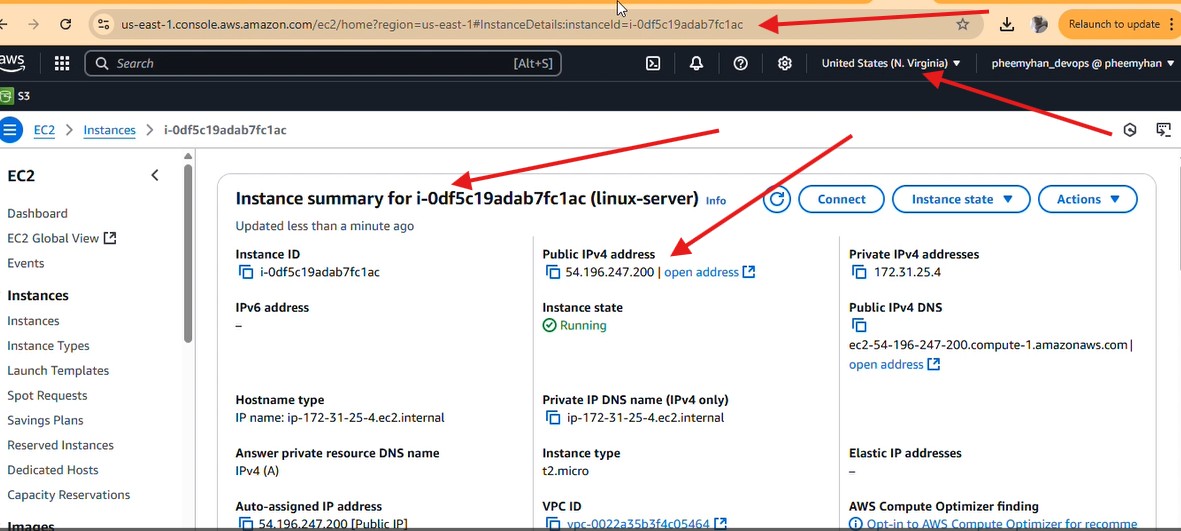 us-east-1.console.aws.amazon.com/ec2/home?region=us-east-1#InstanceDetails:instanceId=i-0df5c19adab7fc1ac
Relaunch to update
aws
Search
[Alt+S]
United States (N. Virginia)
pheemyhan_devops @ pheemyhan
S3
EC2
Instances
i-0df5c19adab7fc1ac
EC2
Dashboard
EC2 Global View
Events
Instances
Instances
Instance Types
Launch Templates
Spot Requests
Savings Plans
Reserved Instances
Dedicated Hosts
Capacity Reservations
Images
Instance summary for i-0df5c19adab7fc1ac (linux-server) Info
Connect
Instance state
Actions
Updated less than a minute ago
Instance ID
i-0df5c19adab7fc1ac
Public IPv4 address
54.196.247.200 | open address
Private IPv4 addresses
172.31.25.4
IPv6 address
–
Instance state
Running
Public IPv4 DNS
ec2-54-196-247-200.compute-1.amazonaws.com |
open address
Hostname type
IP name: ip-172-31-25-4.ec2.internal
Private IP DNS name (IPv4 only)
ip-172-31-25-4.ec2.internal
Answer private resource DNS name
IPv4 (A)
Instance type
t2.micro
Elastic IP addresses
–
Auto-assigned IP address
54.196.247.200 [Public IP]
VPC ID
vpc-0022a35b3f4c05464
AWS Compute Optimizer finding
Opt-in to AWS Compute Optimizer for recomme